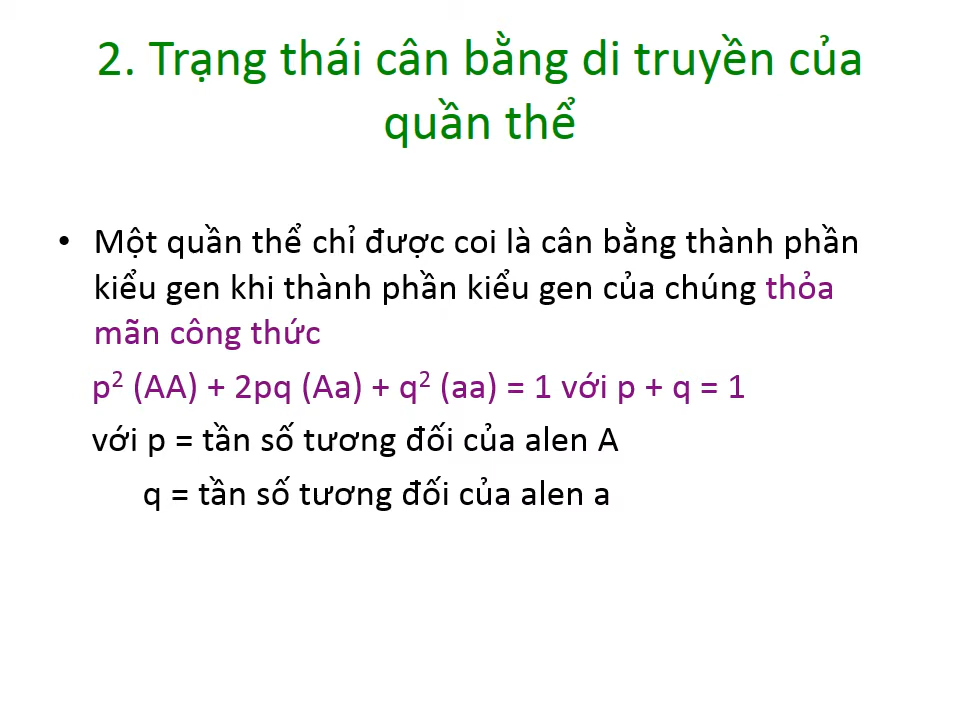 2. Trạng thái cân bằng di truyền của
quần thể
• Một quần thể chỉ được coi là cân bằng thành phần
kiểu gen khi thành phần kiểu gen của chúng thỏa
mãn công thức
p² (AA) + 2pq (Aa) + q² (aa) = 1 với p + q = 1
với p = tần số tương đối của alen A
q = tần số tương đối của alen a